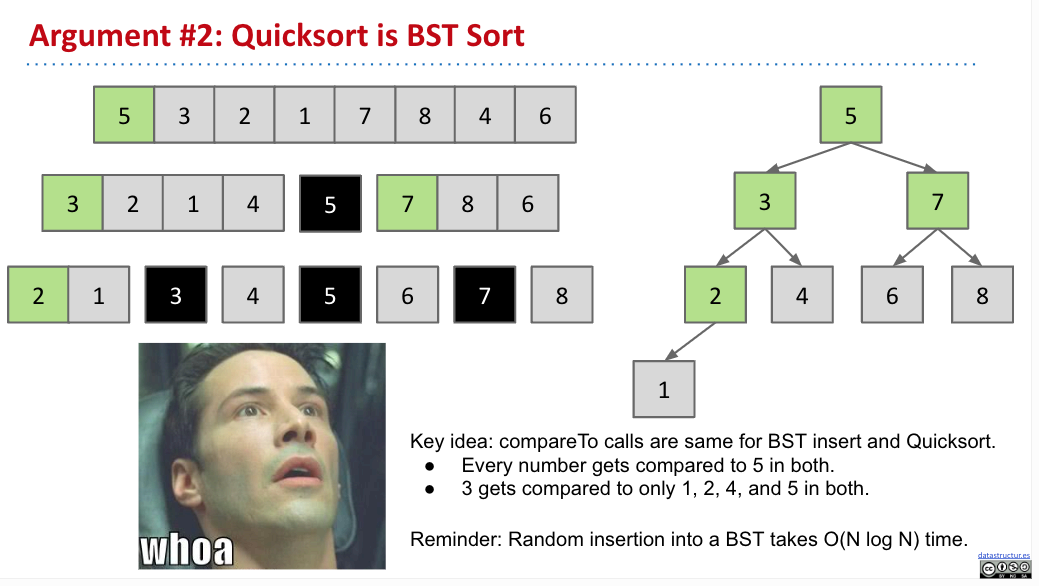 Argument #2: Quicksort is BST Sort
5 3 2 1 7 8 4 6
3 2 1 4 5 7 8 6
2 1 3 4 5 6 7 8
5
3 7
2 4 6 8
1
whoa
Key idea: compareTo calls are same for BST insert and Quicksort.
● Every number gets compared to 5 in both.
● 3 gets compared to only 1, 2, 4, and 5 in both.
Reminder: Random insertion into a BST takes O(N log N) time.
datastructur.es
cc
BY NC SA